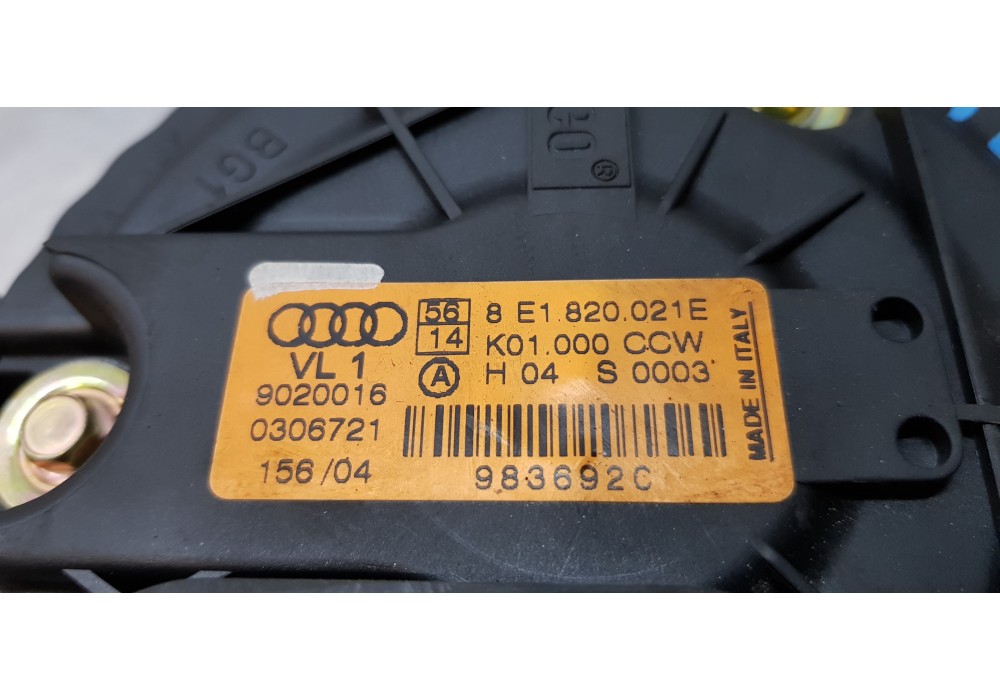 BG1
®
56
14
8 E1.820.021E
K01.000 CCW
VL 1
A
H 04 S 0003
9020016
0306721
156/04
983692C
MADE IN ITALY